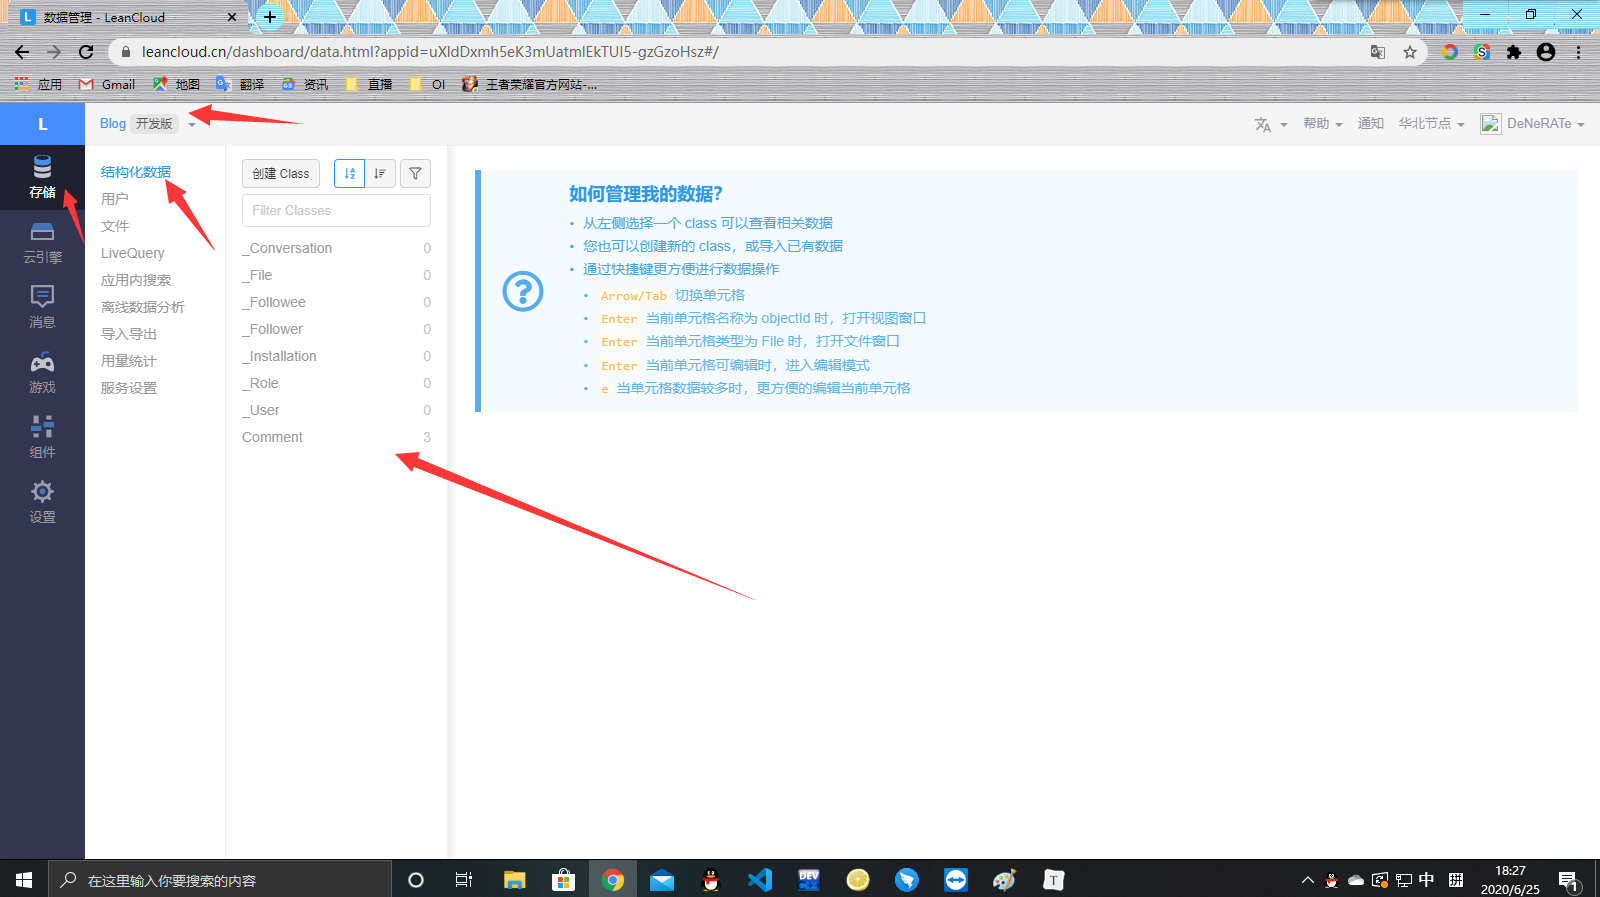 数据管理 - LeanCloud
leancloud.cn/dashboard/data.html?appid=uXldDxmh5eK3mUatmlEkTUI5-gzGzoHsz#/
应用 Gmail 地图 翻译 资讯 直播 OI 王者荣耀官方网站-...
L
Blog 开发版
帮助 通知 华北节点 DeNeRATe
存储
云引擎
消息
游戏
组件
设置
结构化数据
用户
文件
LiveQuery
应用内搜索
离线数据分析
导入导出
用量统计
服务设置
创建 Class
Filter Classes
_Conversation 0
_File 0
_Followee 0
_Follower 0
_Installation 0
_Role 0
_User 0
Comment 3
如何管理我的数据?
从左侧选择一个 class 可以查看相关数据
您也可以创建新的 class，或导入已有数据
通过快捷键更方便进行数据操作
Arrow/Tab 切换单元格
Enter 当前单元格名称为 objectId 时，打开视图窗口
Enter 当前单元格类型为 File 时，打开文件窗口
Enter 当前单元格可编辑时，进入编辑模式
e 当单元格数据较多时，更方便的编辑当前单元格
在这里输入你要搜索的内容
DEV
T
中
拼
18:27
2020/6/25
1